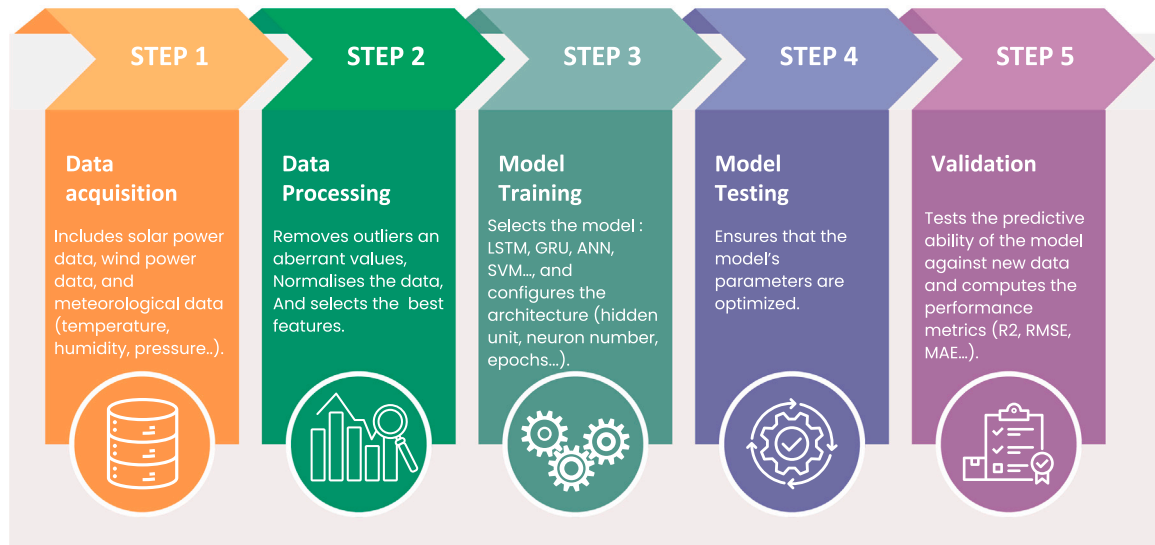 STEP 1
STEP 2
STEP 3
STEP 4
STEP 5
Data
acquisition
Includes solar power
data, wind power
data, and
meteorological data
(temperature,
humidity, pressure..).
Data
Processing
Removes outliers an
aberrant values,
Normalises the data,
And selects the best
features.
Model
Training
Selects the model :
LSTM, GRU, ANN,
SVM…, and
configures the
architecture (hidden
unit, neuron number,
epochs…).
Model
Testing
Ensures that the
model’s
parameters are
optimized.
Validation
Tests the predictive
ability of the model
against new data
and computes the
performance
metrics (R2, RMSE,
MAE…).